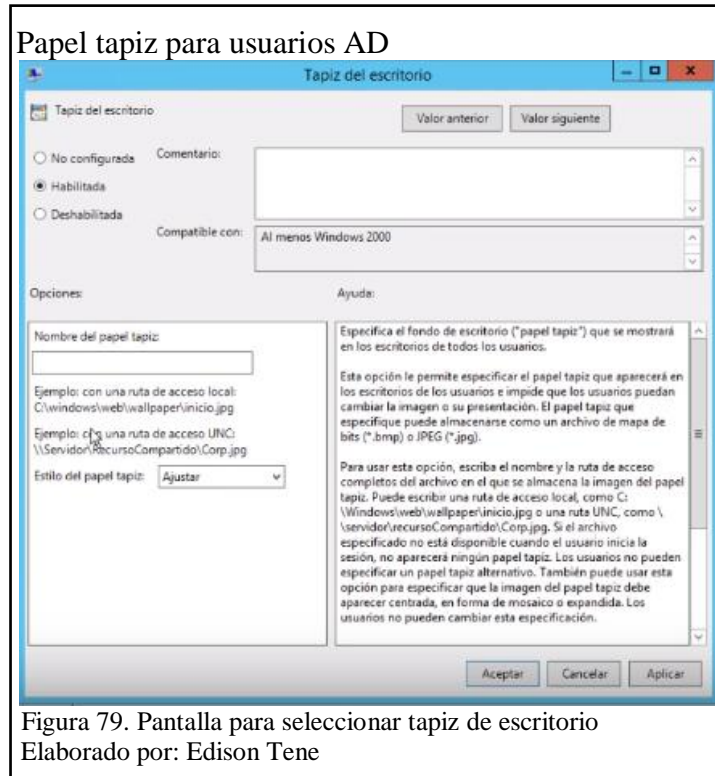 Papel tapiz para usuarios AD
Tapiz del escritorio
Tapiz del escritorio
Valor anterior
Valor siguiente
No configurada
Comentario:
Habilitada
Deshabilitada
Compatible con:
Al menos Windows 2000
Opciones:
Ayuda:
Nombre del papel tapiz:
Ejemplo: con una ruta de acceso local:
C:\windows\web\wallpaper\inicio.jpg
Ejemplo: con una ruta de acceso UNC:
\\Servidor\RecursoCompartido\Corp.jpg
Estilo del papel tapiz:
Ajustar
Especifica el fondo de escritorio ("papel tapiz") que se mostrará
en los escritorios de todos los usuarios.
Esta opción le permite especificar el papel tapiz que aparecerá en
los escritorios de los usuarios e impide que los usuarios puedan
cambiar la imagen o su presentación. El papel tapiz que
especifique puede almacenarse como un archivo de mapa de
bits (*.bmp) o JPEG (*.jpg).
Para usar esta opción, escriba el nombre y la ruta de acceso
completos del archivo en el que se almacena la imagen del papel
tapiz. Puede escribir una ruta de acceso local, como C:
\Windows\web\wallpaper\inicio.jpg o una ruta UNC, como \
\servidor\recursoCompartido\Corp.jpg. Si el archivo
especificado no está disponible cuando el usuario inicia la
sesión, no aparecerá ningún papel tapiz. Los usuarios no pueden
especificar un papel tapiz alternativo. También puede usar esta
opción para especificar que la imagen del papel tapiz debe
aparecer centrada, en forma de mosaico o expandida. Los
usuarios no pueden cambiar esta especificación.
Aceptar
Cancelar
Aplicar
Figura 79. Pantalla para seleccionar tapiz de escritorio
Elaborado por: Edison Tene